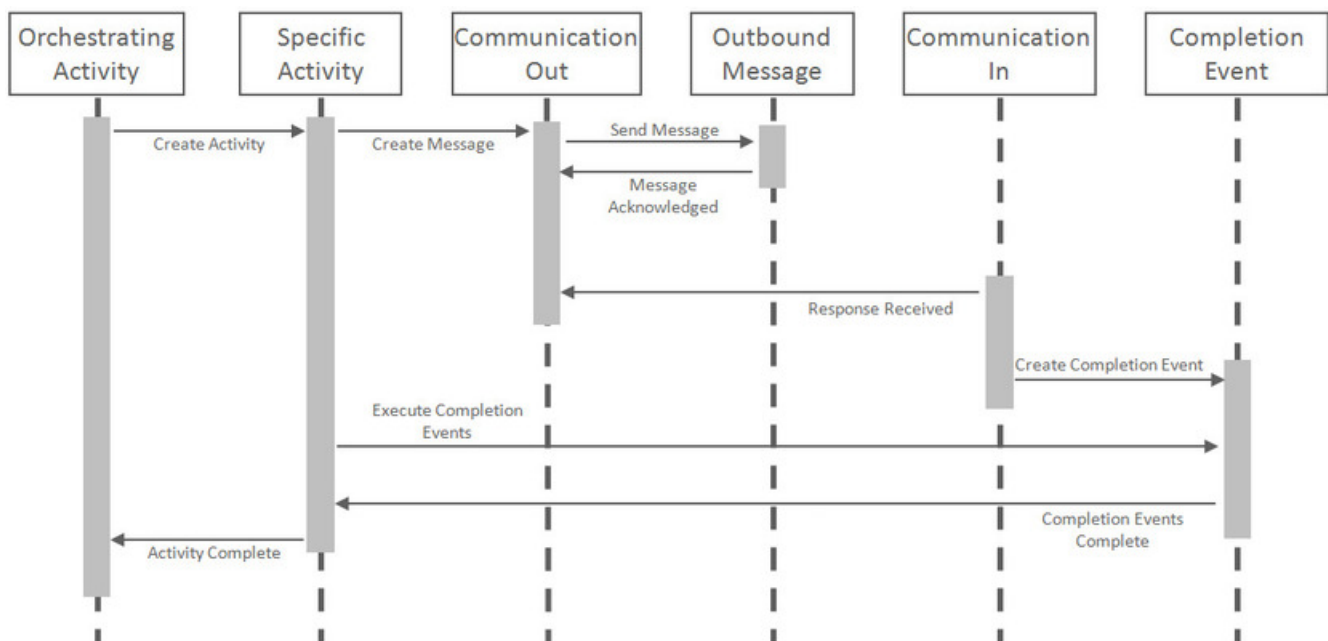 Orchestrating
Activity
Specific
Activity
Communication
Out
Outbound
Message
Communication
In
Completion
Event
Create Activity
Create Message
Send Message
Message
Acknowledged
Response Received
Create Completion Event
Execute Completion
Events
Completion Events
Complete
Activity Complete